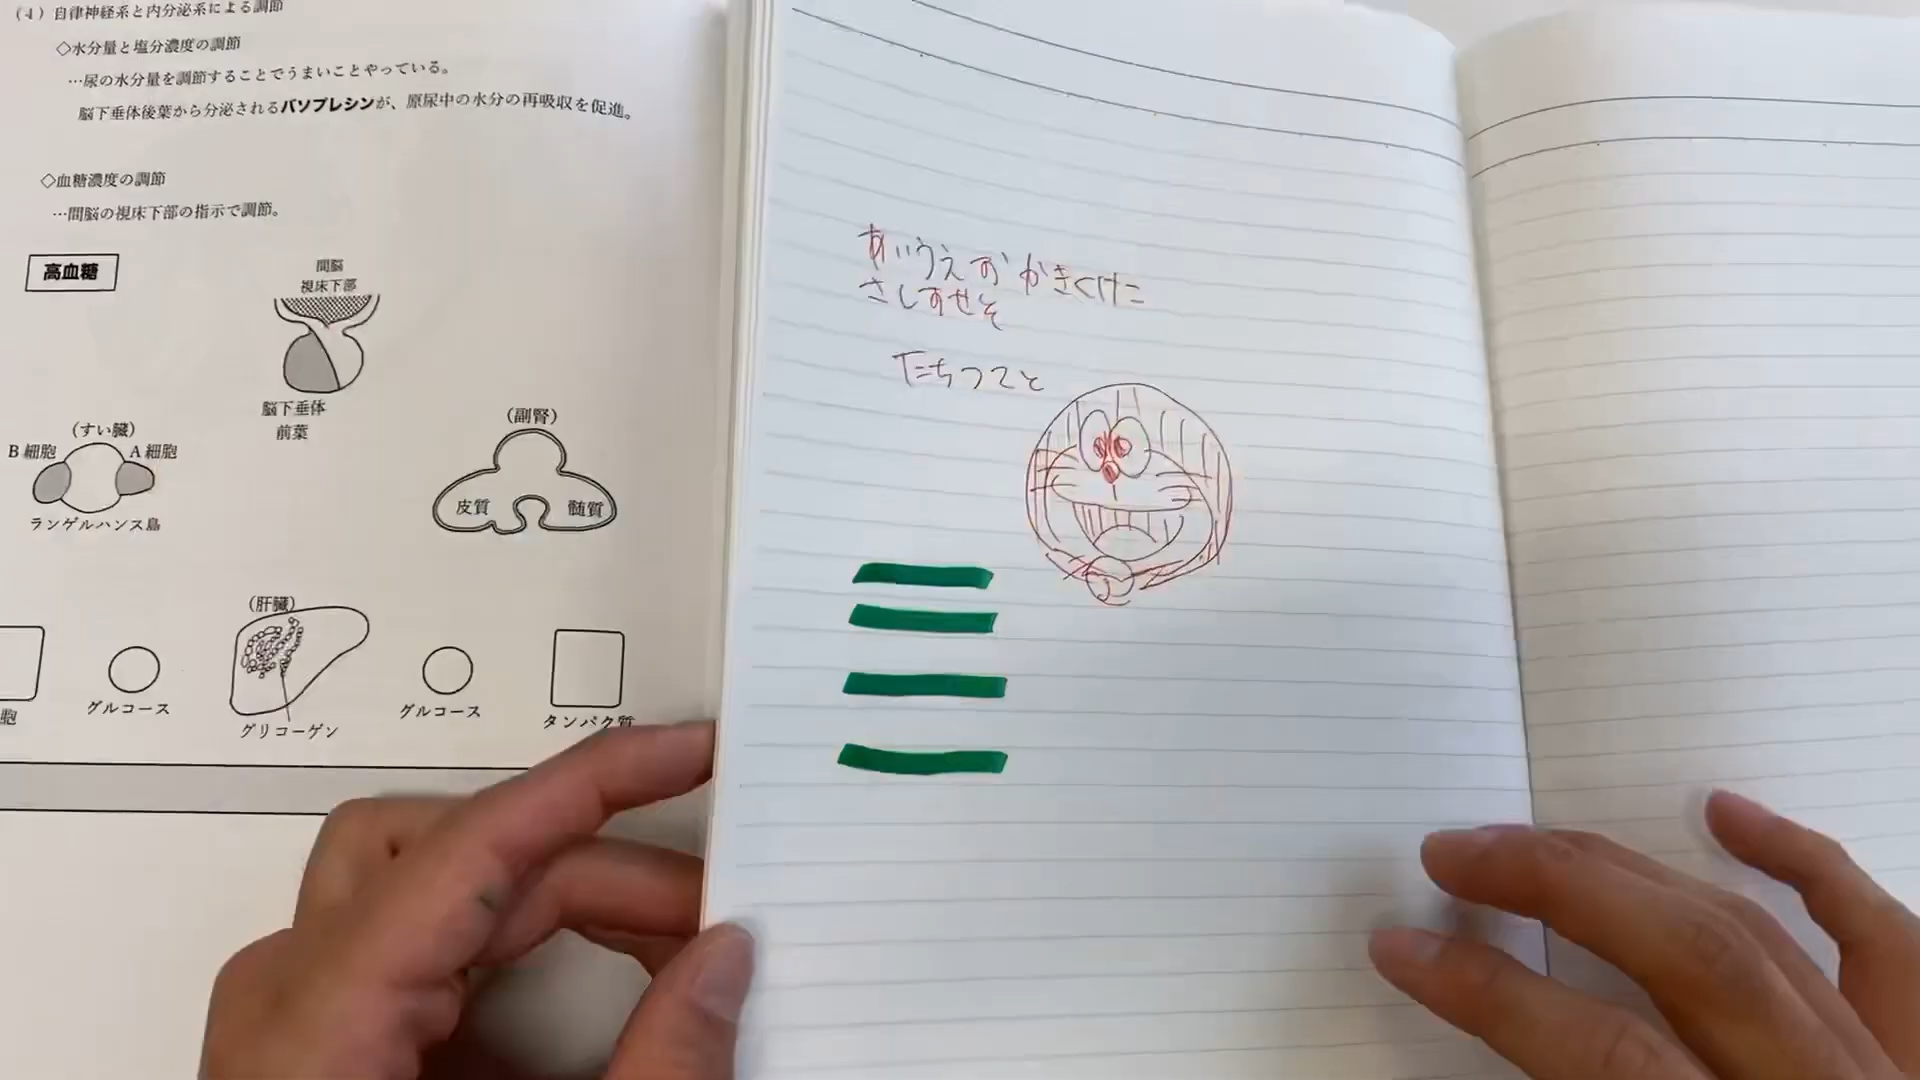 (4) 自律神経系と内分泌系による調節
◇水分量と塩分濃度の調節
…尿の水分量を調節することでうまいことやっている。
脳下垂体後葉から分泌されるバソプレシンが、原尿中の水分の再吸収を促進。
◇血糖濃度の調節
…間脳の視床下部の指示で調節。
高血糖
間脳
視床下部
脳下垂体
前葉
(すい臓)
B 細胞
A 細胞
ランゲルハンス島
(副腎)
皮質
髄質
(肝臓)
胞
グルコース
グリコーゲン
グルコース
タンパク質
あいうえおかきくけこ
さしすせそ
たちつてと